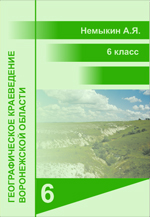 Немыкин А.Я.
6 класс
ГЕОГРАФИЧЕСКОЕ КРАЕВЕДЕНИЕ
ВОРОНЕЖСКОЙ ОБЛАСТИ
6